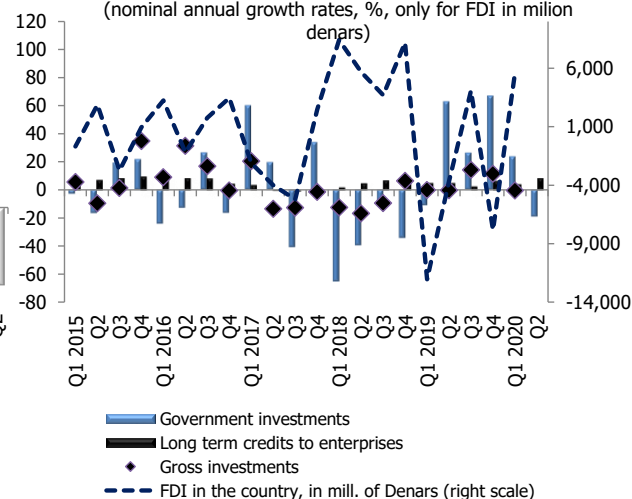 (nominal annual growth rates, %, only for FDI in milion
denars)
120
100
80
60
40
20
0
-20
-40
-60
-80
6,000
1,000
-4,000
-9,000
-14,000
Q1 2015
Q2
Q3
Q4
Q1 2016
Q2
Q3
Q4
Q1 2017
Q2
Q3
Q4
Q1 2018
Q2
Q3
Q4
Q1 2019
Q2
Q3
Q4
Q1 2020
Q2
Government investments
Long term credits to enterprises
Gross investments
FDI in the country, in mill. of Denars (right scale)